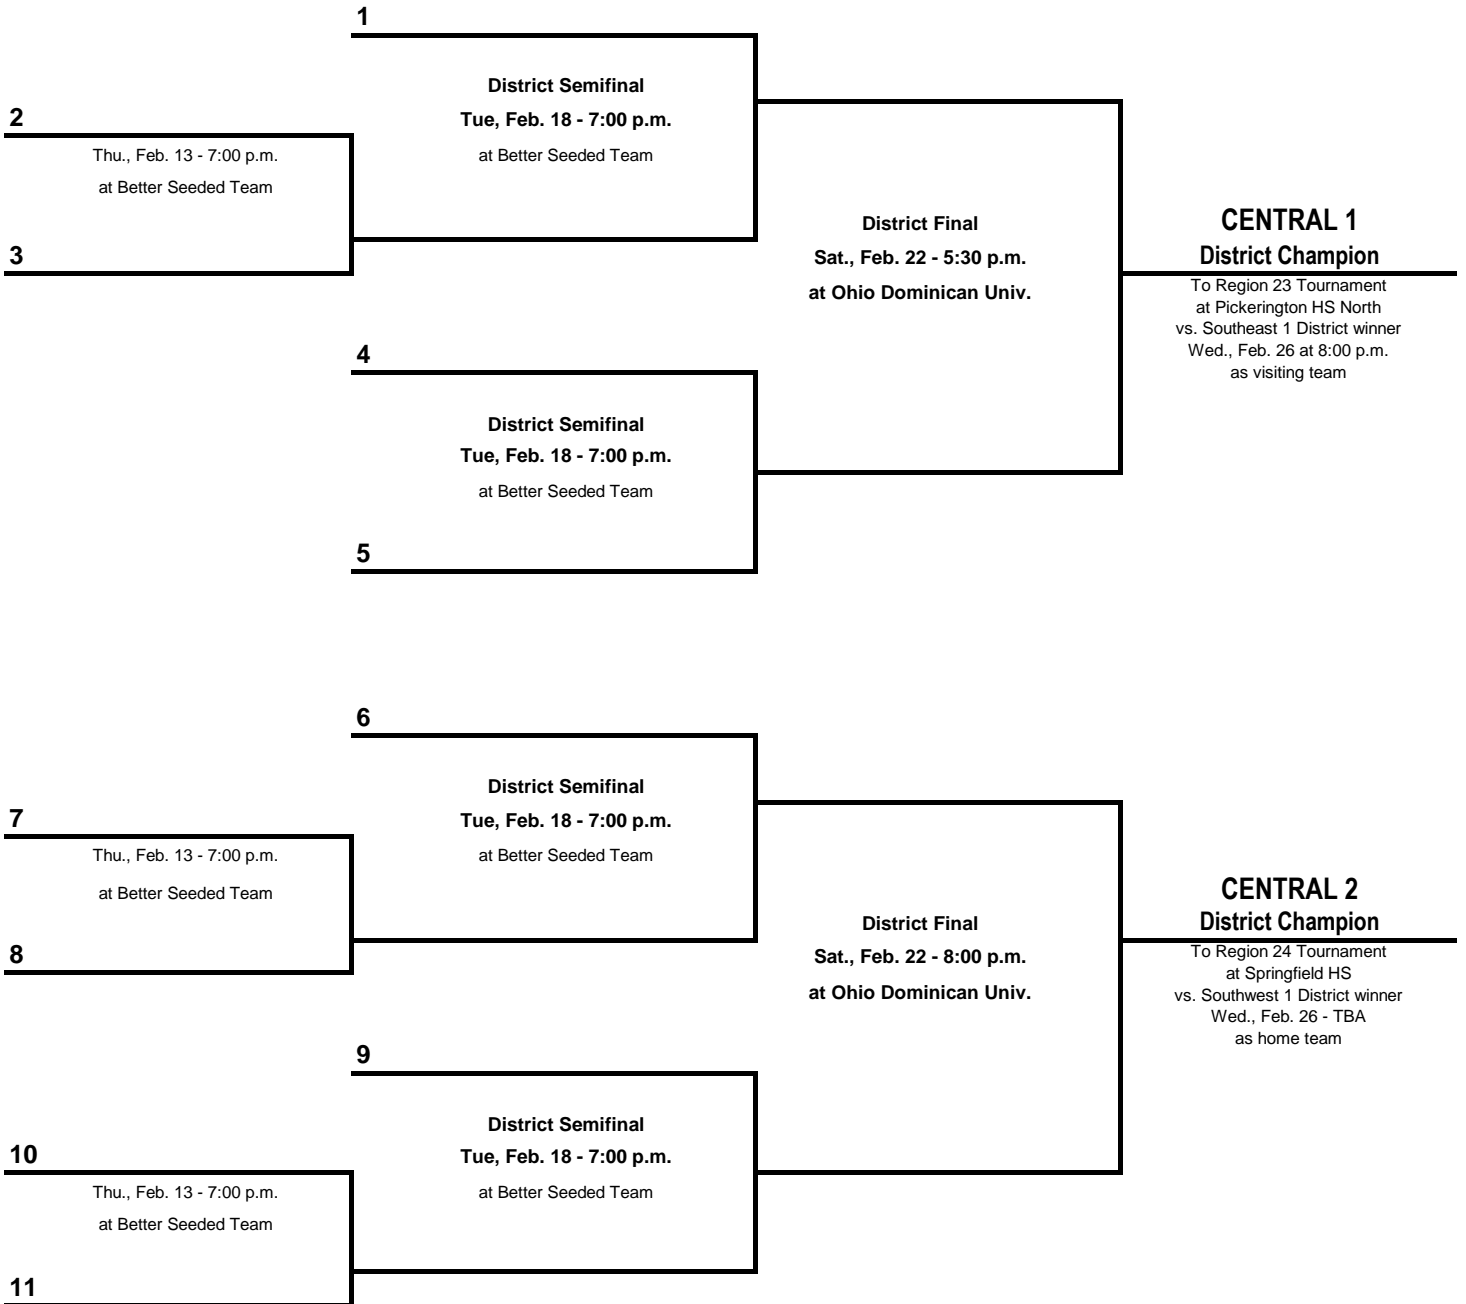 1
District Semifinal
Tue, Feb. 18 - 7:00 p.m.
at Better Seeded Team
2
Thu., Feb. 13 - 7:00 p.m.
at Better Seeded Team
3
District Final
Sat., Feb. 22 - 5:30 p.m.
at Ohio Dominican Univ.
CENTRAL 1
District Champion
To Region 23 Tournament
at Pickerington HS North
vs. Southeast 1 District winner
Wed., Feb. 26 at 8:00 p.m.
as visiting team
4
District Semifinal
Tue, Feb. 18 - 7:00 p.m.
at Better Seeded Team
5
6
District Semifinal
Tue, Feb. 18 - 7:00 p.m.
at Better Seeded Team
7
Thu., Feb. 13 - 7:00 p.m.
at Better Seeded Team
8
District Final
Sat., Feb. 22 - 8:00 p.m.
at Ohio Dominican Univ.
CENTRAL 2
District Champion
To Region 24 Tournament
at Springfield HS
vs. Southwest 1 District winner
Wed., Feb. 26 - TBA
as home team
9
District Semifinal
Tue, Feb. 18 - 7:00 p.m.
at Better Seeded Team
10
Thu., Feb. 13 - 7:00 p.m.
at Better Seeded Team
11